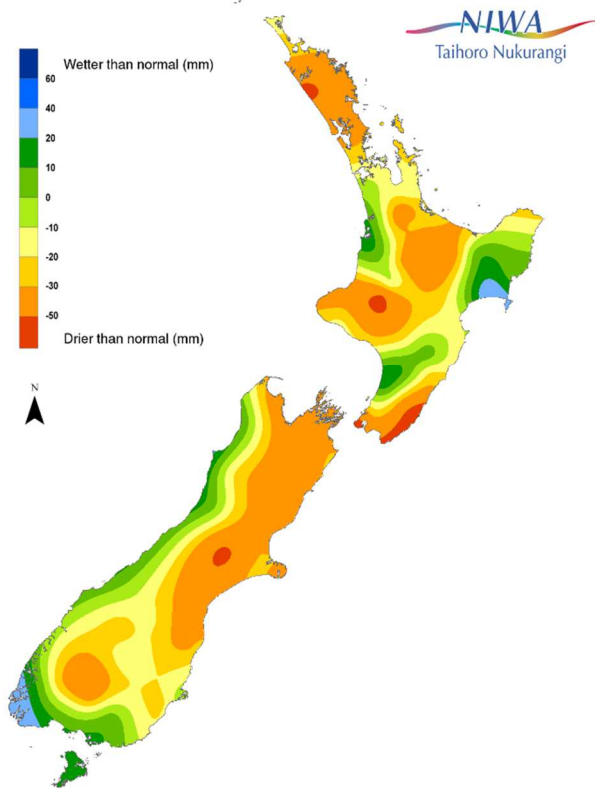 NIWA
Taihoro Nukurangi
Wetter than normal (mm)
60
40
20
10
0
-10
-20
-30
-50
Drier than normal (mm)
N